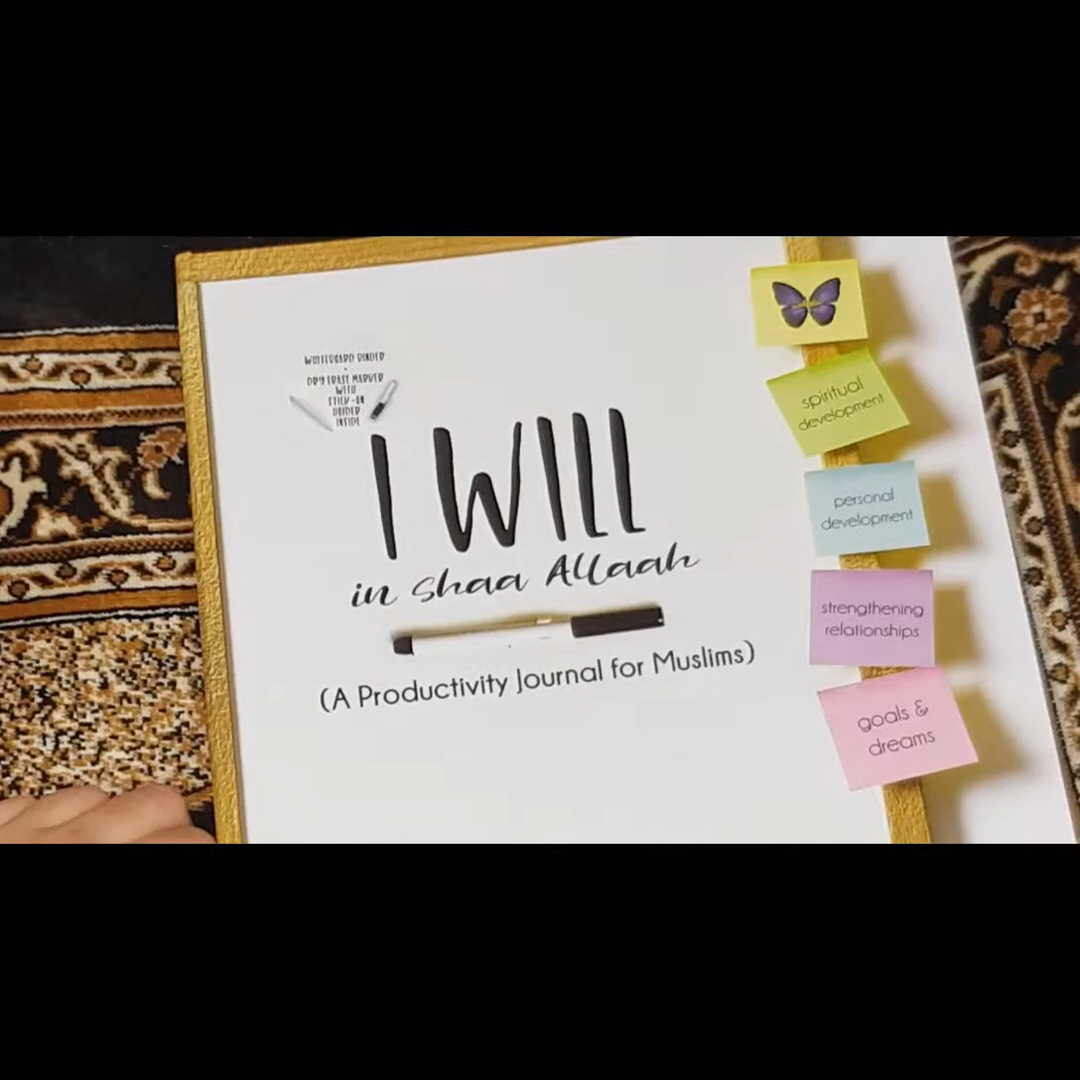 WHITEBOARD BINDER
+
DRY ERASE MARKER
WITH
STICK-ON
INSIDE
I WILL
in shaa Allaah
(A Productivity Journal for Muslims)
spiritual
development
personal
development
strengthening
relationships
goals &
dreams